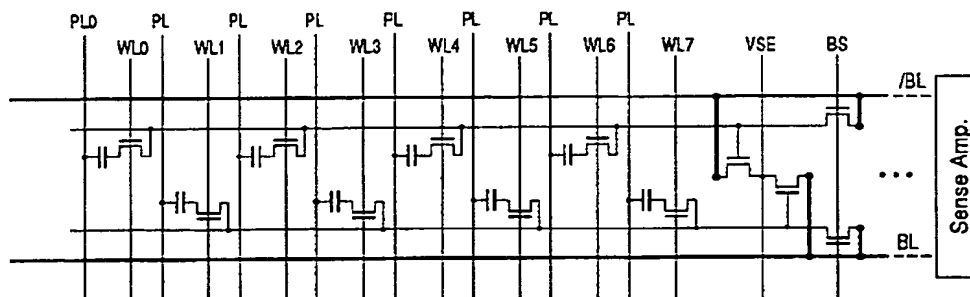 PL0 PL PL PL PL PL PL PL
WL0 WL1 WL2 WL3 WL4 WL5 WL6 WL7 VSE BS
/BL
Sense Amp.
BL